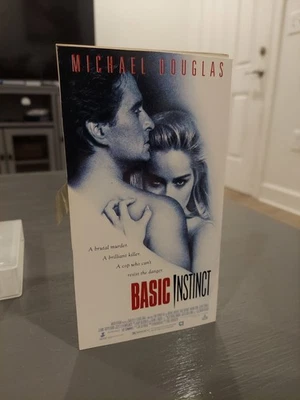 MICHAEL DOUGLAS
A brutal murder.
A brilliant killer.
A cop who can't
resist the danger.
BASIC INSTINCT